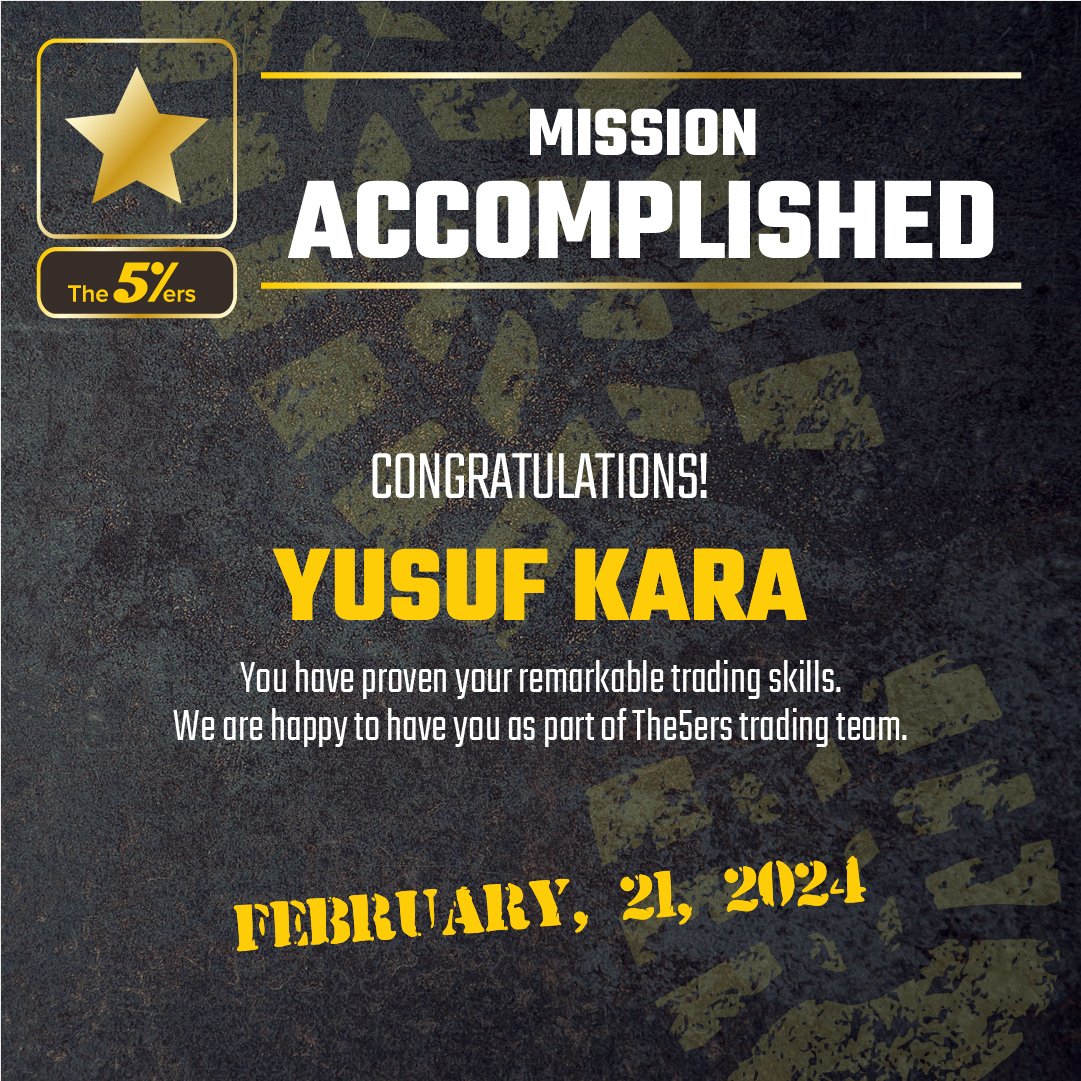 MISSION
ACCOMPLISHED
The 5%ers
CONGRATULATIONS!
YUSUF KARA
You have proven your remarkable trading skills.
We are happy to have you as part of The5ers trading team.
FEBRUARY, 21, 2024